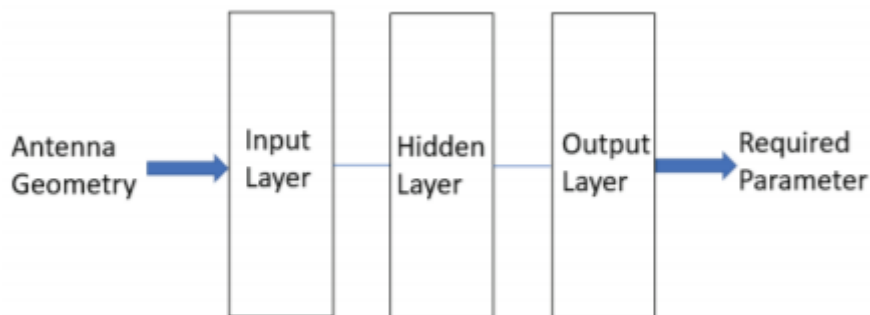 Antenna
Geometry
Input
Layer
Hidden
Layer
Output
Layer
Required
Parameter